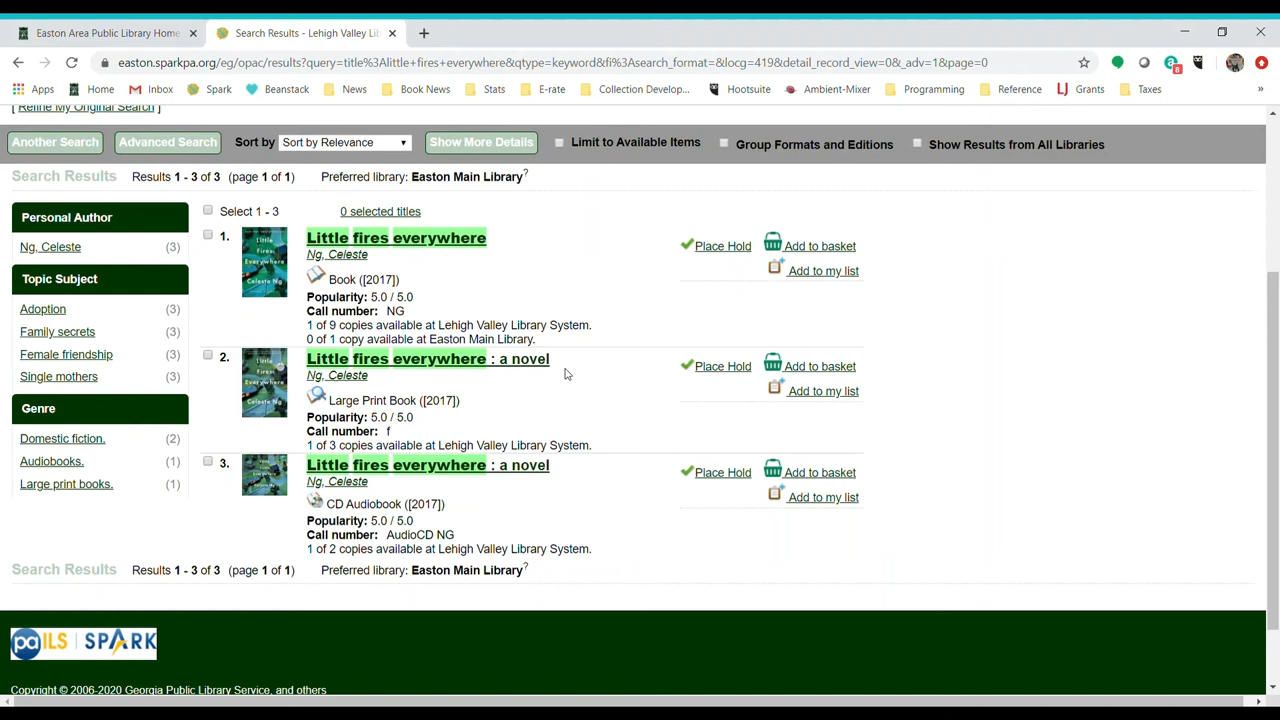 Easton Area Public Library Home
Search Results - Lehigh Valley Lib
easton.sparkpa.org/eg/opac/results?query=title%3Alittle+fires+everywhere&qtype=keyword&fi%3Asearch_format=&locg=419&detail_record_view=0&_adv=1&page=0
8
Apps Home Inbox Spark Beanstack News Book News Stats E-rate Collection Develop... Hootsuite Ambient-Mixer Programming Reference Grants Taxes »
[ Refine My Original Search ]
Another Search Advanced Search Sort by Sort by Relevance Show More Details Limit to Available Items Group Formats and Editions Show Results from All Libraries
Search Results Results 1 - 3 of 3 (page 1 of 1) Preferred library: Easton Main Library?
Personal Author
Ng, Celeste (3)
Topic Subject
Adoption (3)
Family secrets (3)
Female friendship (3)
Single mothers (3)
Genre
Domestic fiction. (2)
Audiobooks. (1)
Large print books. (1)
Select 1 - 3 0 selected titles
1. Little fires everywhere
Ng, Celeste
Book ([2017])
Popularity: 5.0 / 5.0
Call number: NG
1 of 9 copies available at Lehigh Valley Library System.
0 of 1 copy available at Easton Main Library.
Place Hold Add to basket
Add to my list
2. Little fires everywhere : a novel
Ng, Celeste
Large Print Book ([2017])
Popularity: 5.0 / 5.0
Call number: f
1 of 3 copies available at Lehigh Valley Library System.
Place Hold Add to basket
Add to my list
3. Little fires everywhere : a novel
Ng, Celeste
CD Audiobook ([2017])
Popularity: 5.0 / 5.0
Call number: AudioCD NG
1 of 2 copies available at Lehigh Valley Library System.
Place Hold Add to basket
Add to my list
Search Results Results 1 - 3 of 3 (page 1 of 1) Preferred library: Easton Main Library?
paILS | SPARK
Copyright © 2006-2020 Georgia Public Library Service, and others